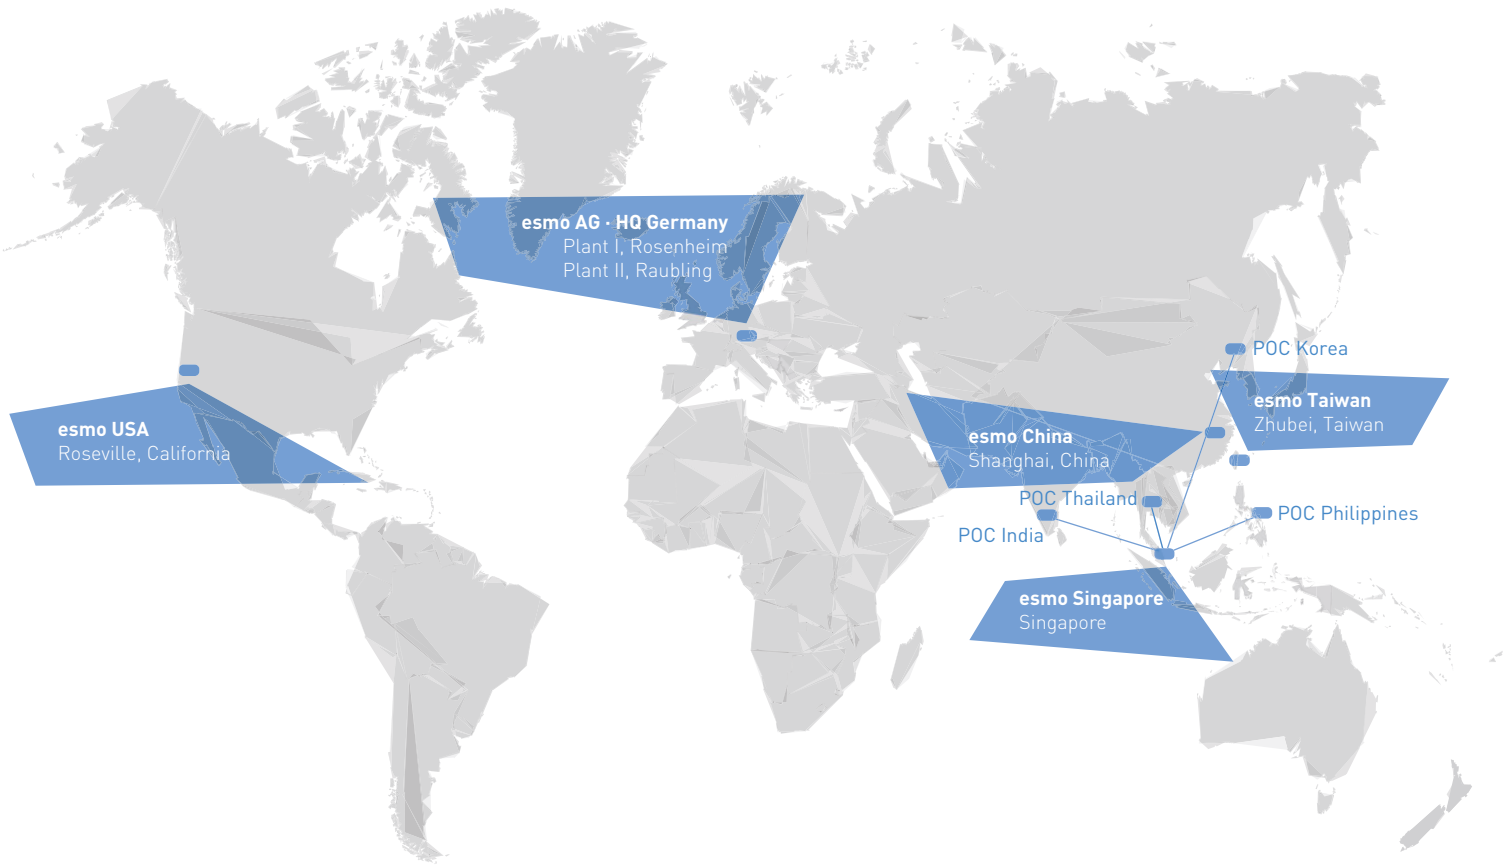 esmo AG · HQ Germany
Plant I, Rosenheim
Plant II, Raubling
POC Korea
esmo Taiwan
Zhubei, Taiwan
esmo USA
Roseville, California
esmo China
Shanghai, China
POC Thailand
POC Philippines
POC India
esmo Singapore
Singapore